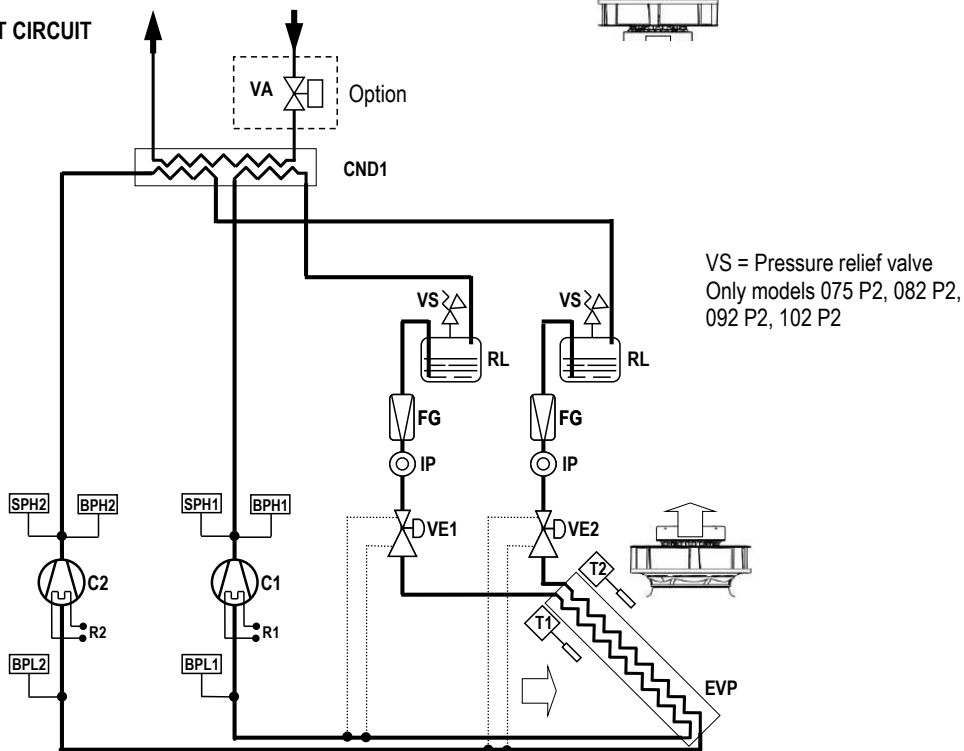 T CIRCUIT
VA
Option
CND1
VS = Pressure relief valve
Only models 075 P2, 082 P2,
092 P2, 102 P2
VS
VS
RL
RL
FG
FG
IP
IP
SPH2
BPH2
SPH1
BPH1
VE1
VE2
C2
C1
T2
T1
R2
R1
BPL2
BPL1
EVP